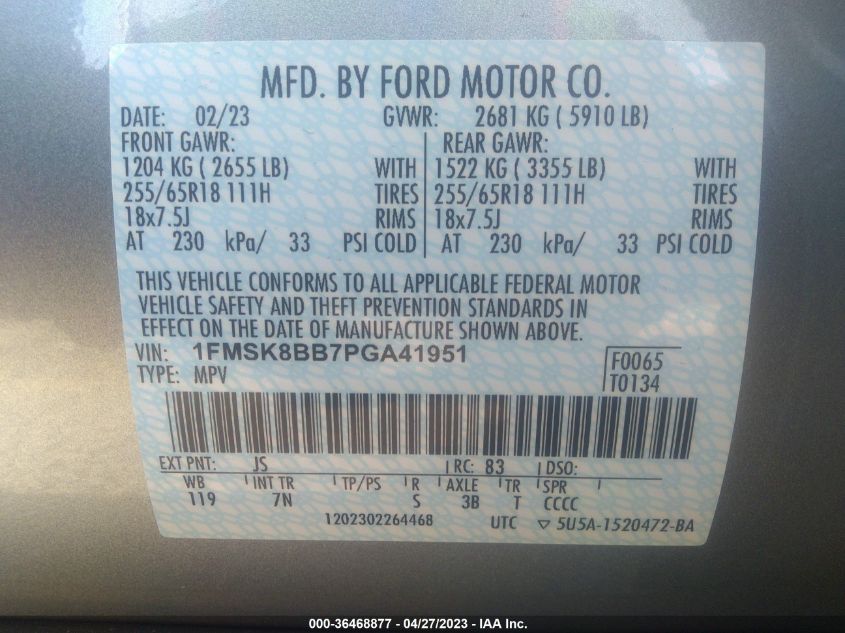 MFD. BY FORD MOTOR CO.
DATE: 02/23 GVWR: 2681 KG ( 5910 LB)
FRONT GAWR: REAR GAWR:
1204 KG ( 2655 LB) WITH 1522 KG ( 3355 LB) WITH
255/65R18 111H TIRES 255/65R18 111H TIRES
18x7.5J RIMS 18x7.5J RIMS
AT 230 kPa/ 33 PSI COLD AT 230 kPa/ 33 PSI COLD
THIS VEHICLE CONFORMS TO ALL APPLICABLE FEDERAL MOTOR
VEHICLE SAFETY AND THEFT PREVENTION STANDARDS IN
EFFECT ON THE DATE OF MANUFACTURE SHOWN ABOVE.
VIN: 1FMSK8BB7PGA41951 F0065
TYPE: MPV T0134
EXT PNT: JS RC: 83 DSO:
WB INT TR TP/PS R AXLE TR SPR
119 7N S 3B T CCCC
1202302264468 UTC ▽ 5U5A-1520472-BA
000-36468877 - 04/27/2023 - IAA Inc.